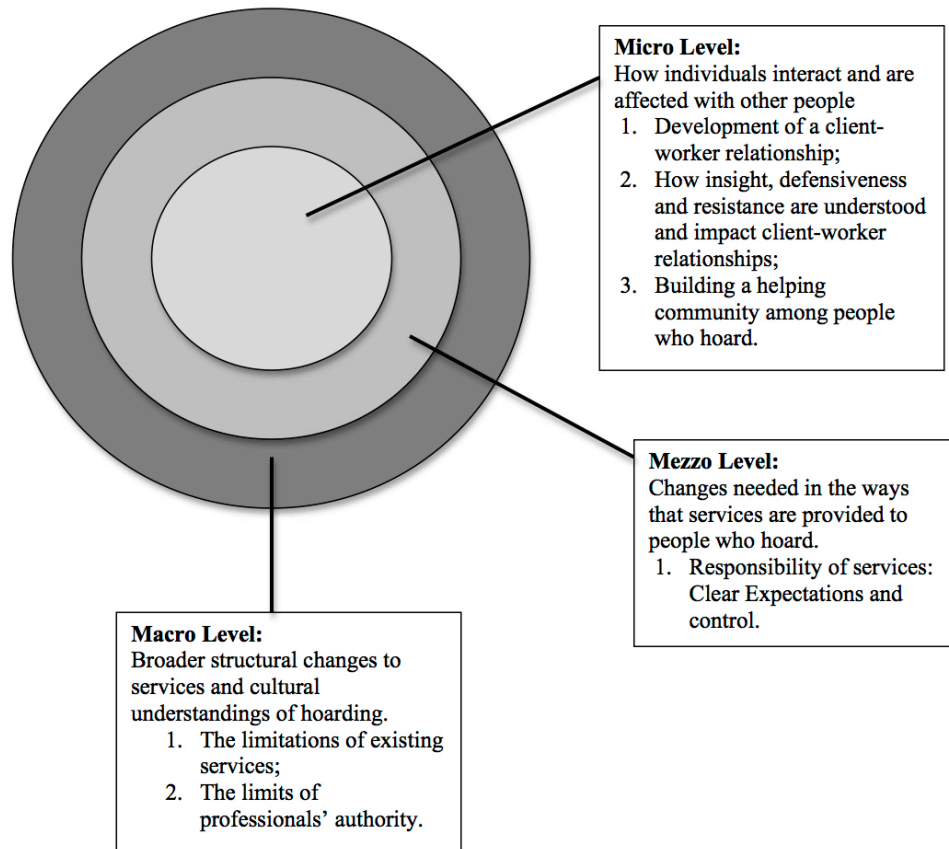 Micro Level:
How individuals interact and are
affected with other people
1. Development of a client-
worker relationship;
2. How insight, defensiveness
and resistance are understood
and impact client-worker
relationships;
3. Building a helping
community among people
who hoard.
Mezzo Level:
Changes needed in the ways
that services are provided to
people who hoard.
1. Responsibility of services:
Clear Expectations and
control.
Macro Level:
Broader structural changes to
services and cultural
understandings of hoarding.
1. The limitations of existing
services;
2. The limits of
professionals’ authority.